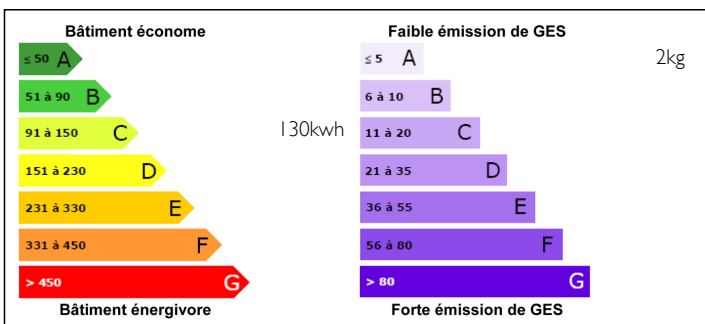 Bâtiment économe
≤ 50 A
51 à 90 B
91 à 150 C
130kwh
151 à 230 D
231 à 330 E
331 à 450 F
> 450 G
Bâtiment énergivore
Faible émission de GES
≤ 5 A
2kg
6 à 10 B
11 à 20 C
21 à 35 D
36 à 55 E
56 à 80 F
> 80 G
Forte émission de GES